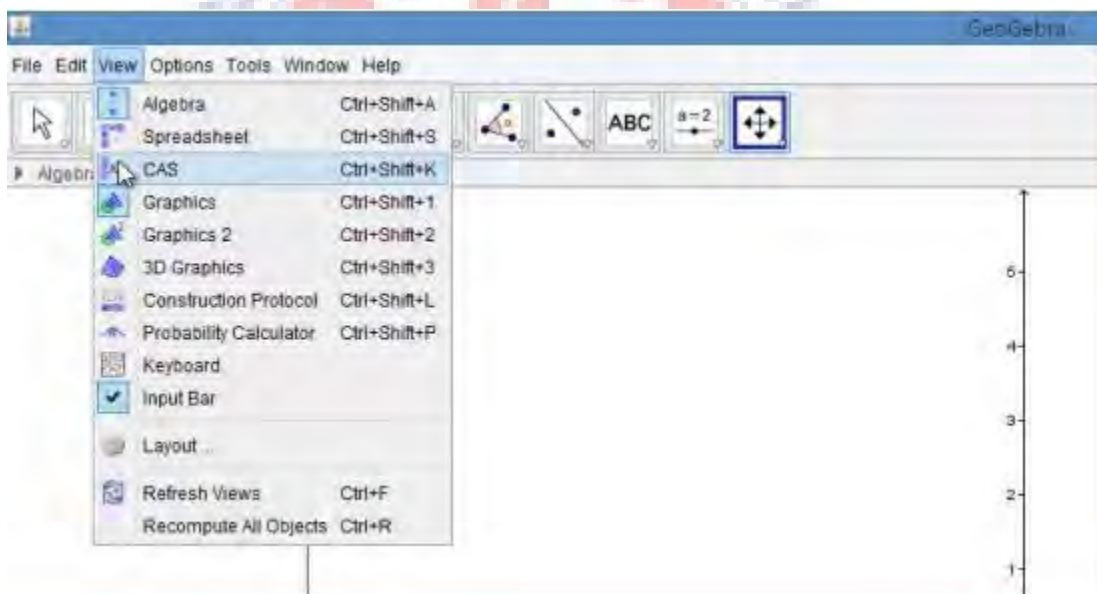 GeoGebra
File Edit View Options Tools Window Help
Algebra Ctrl+Shift+A
Spreadsheet Ctrl+Shift+S
ABC a=2
CAS Ctrl+Shift+K
Graphics Ctrl+Shift+1
Graphics 2 Ctrl+Shift+2
3D Graphics Ctrl+Shift+3
Construction Protocol Ctrl+Shift+L
Probability Calculator Ctrl+Shift+P
Keyboard
Input Bar
Layout ...
Refresh Views Ctrl+F
Recompute All Objects Ctrl+R
5
4
3
2
1